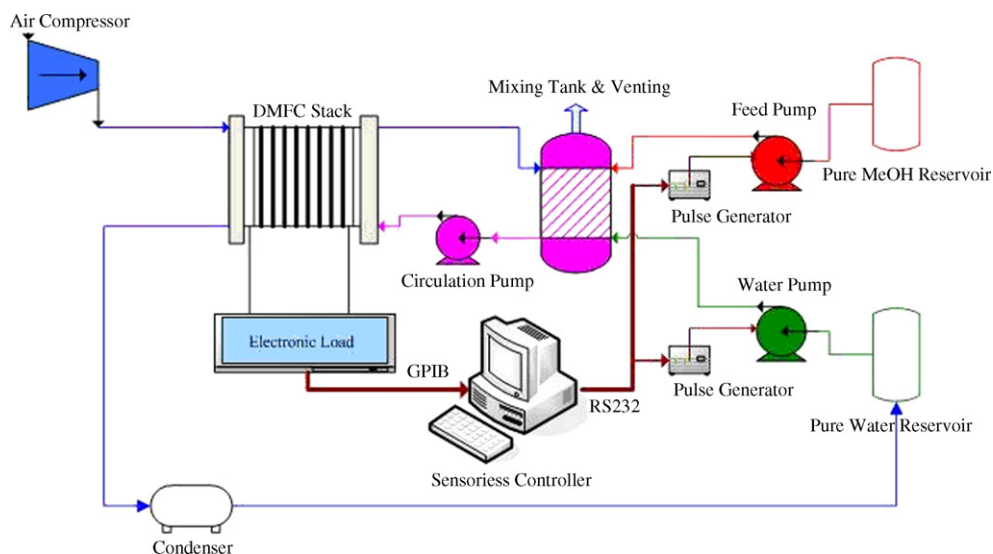 Air Compressor
Mixing Tank & Venting
DMFC Stack
Feed Pump
Pure MeOH Reservoir
Pulse Generator
Circulation Pump
Water Pump
Electronic Load
GPIB
RS232
Pulse Generator
Pure Water Reservoir
Sensoriess Controller
Condenser